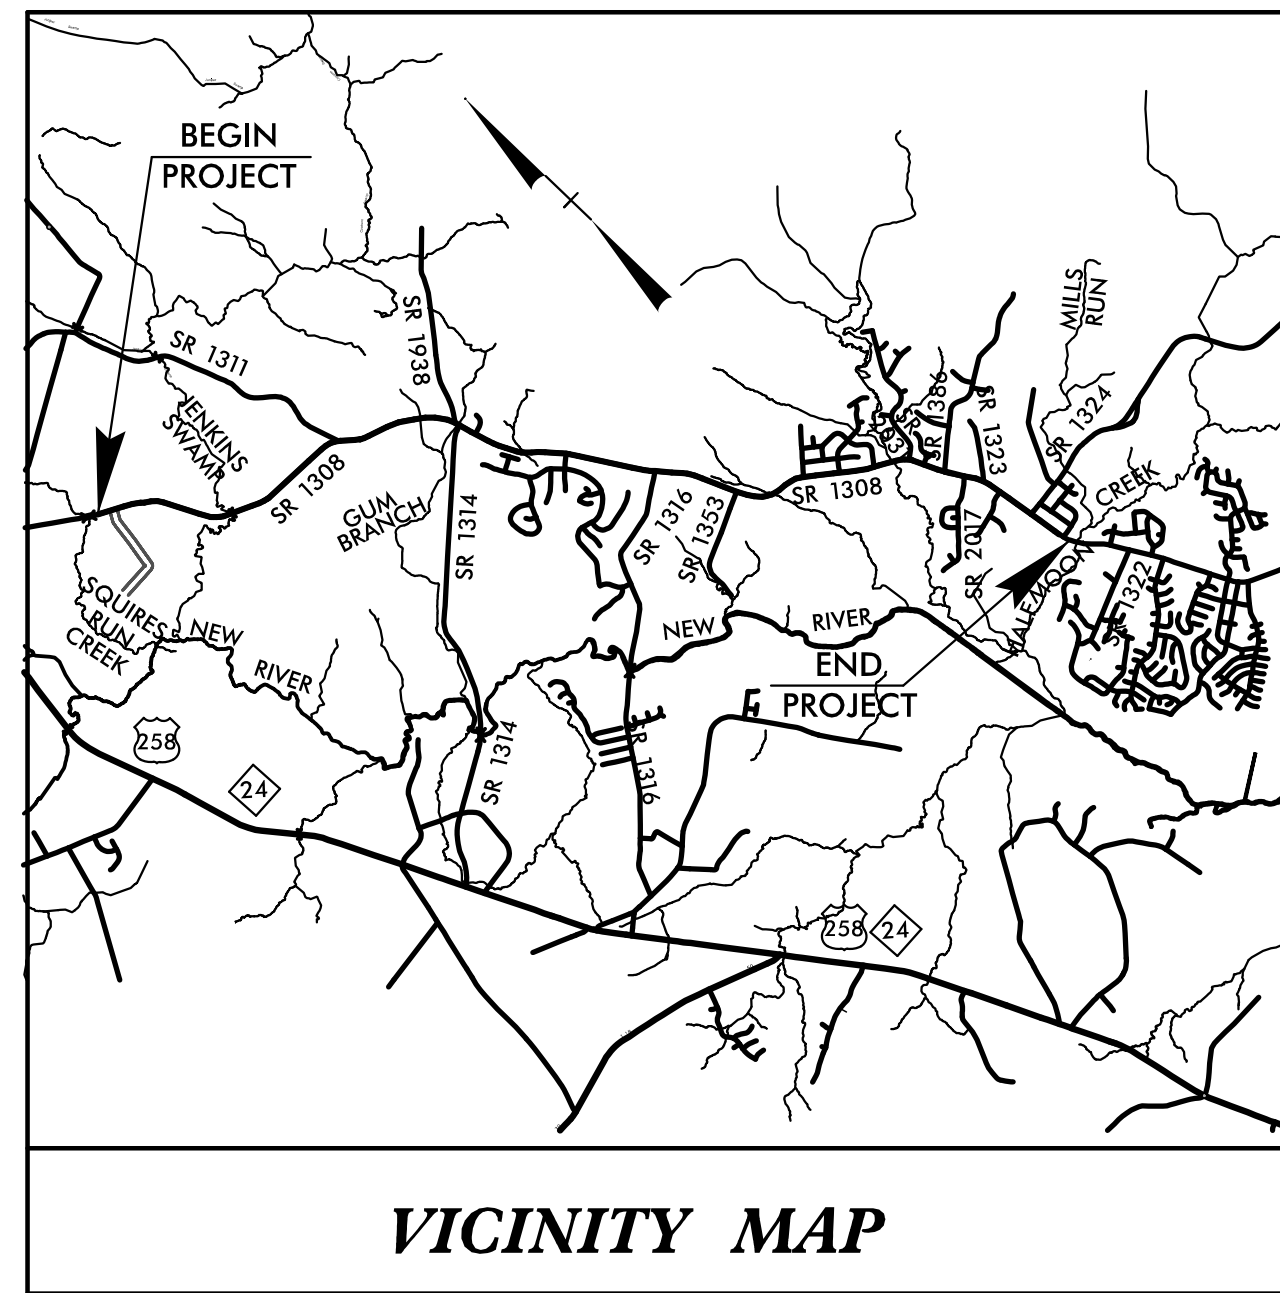 BEGIN
PROJECT
SR 1938
MILLS
RUN
SR 1311
JENKINS
SWAMP
SR 1386
SR 1323
SR 1324
SR 1308
GUM
BRANCH
SR 1314
SR 1316
SR 1353
SR 1308
CREEK
SR 2017
SR 1322
SQUIRES
RUN
CREEK
NEW
RIVER
NEW
RIVER
END
PROJECT
258
24
SR 1314
SR 1316
258
24
VICINITY MAP